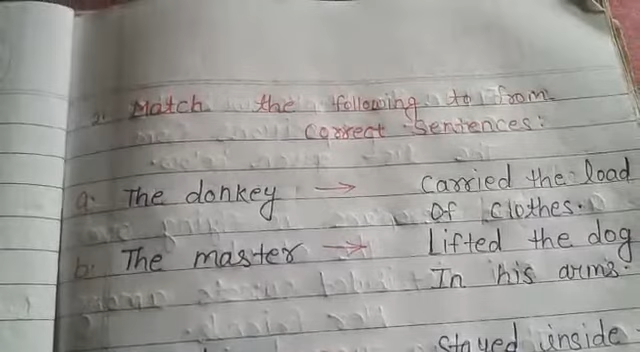 2. Match the following to from
correct sentences:
a. The donkey → carried the load
of clothes.
b. The master → Lifted the dog
In his arms.
stayed inside